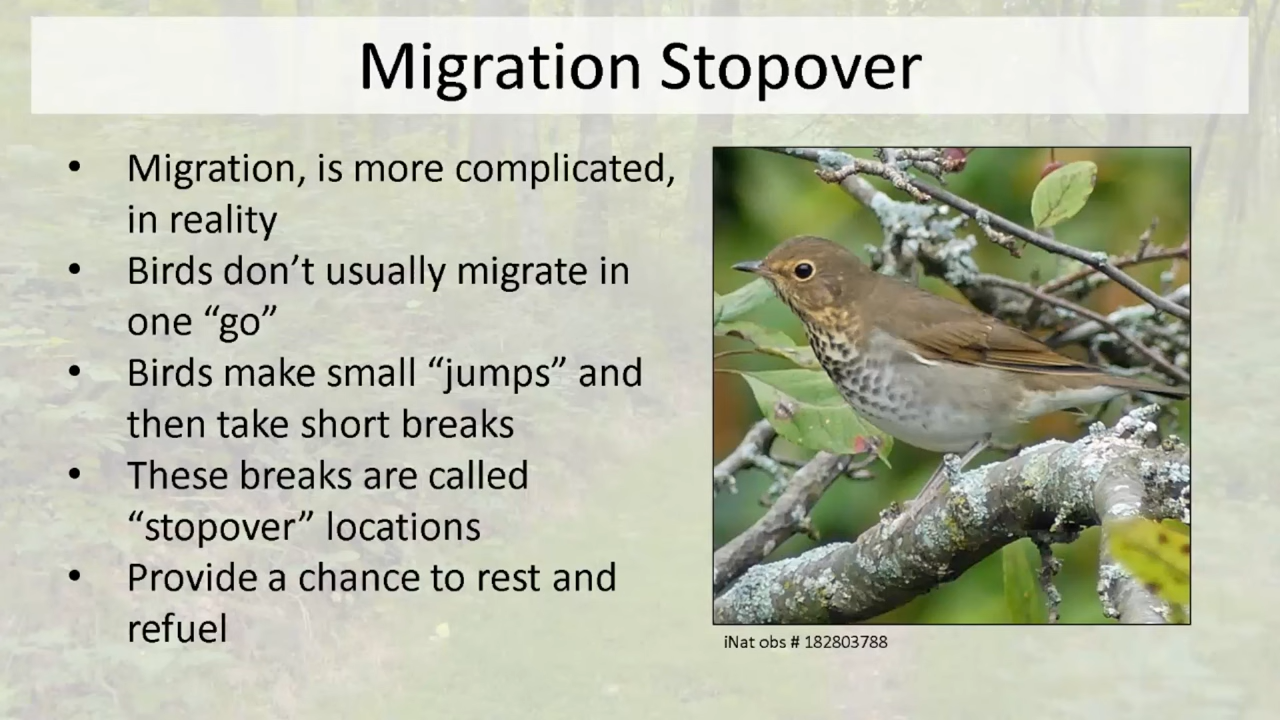 Migration Stopover
• Migration, is more complicated,
in reality
• Birds don’t usually migrate in
one “go”
• Birds make small “jumps” and
then take short breaks
• These breaks are called
“stopover” locations
• Provide a chance to rest and
refuel
iNat obs # 182803788